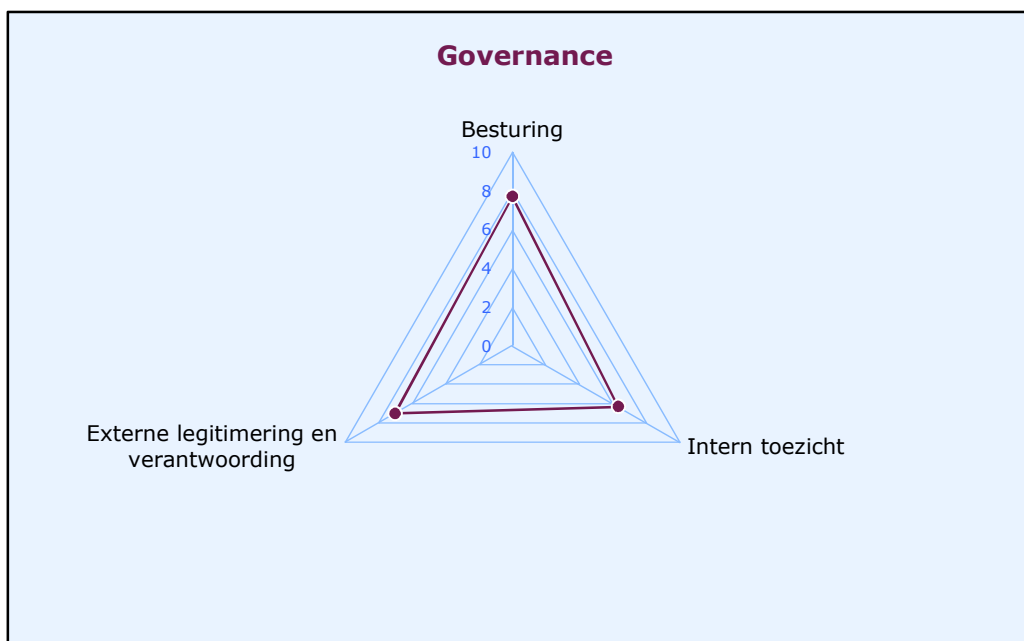 Governance
Besturing
10
8
6
4
2
0
Externe legitimering en
verantwoording
Intern toezicht